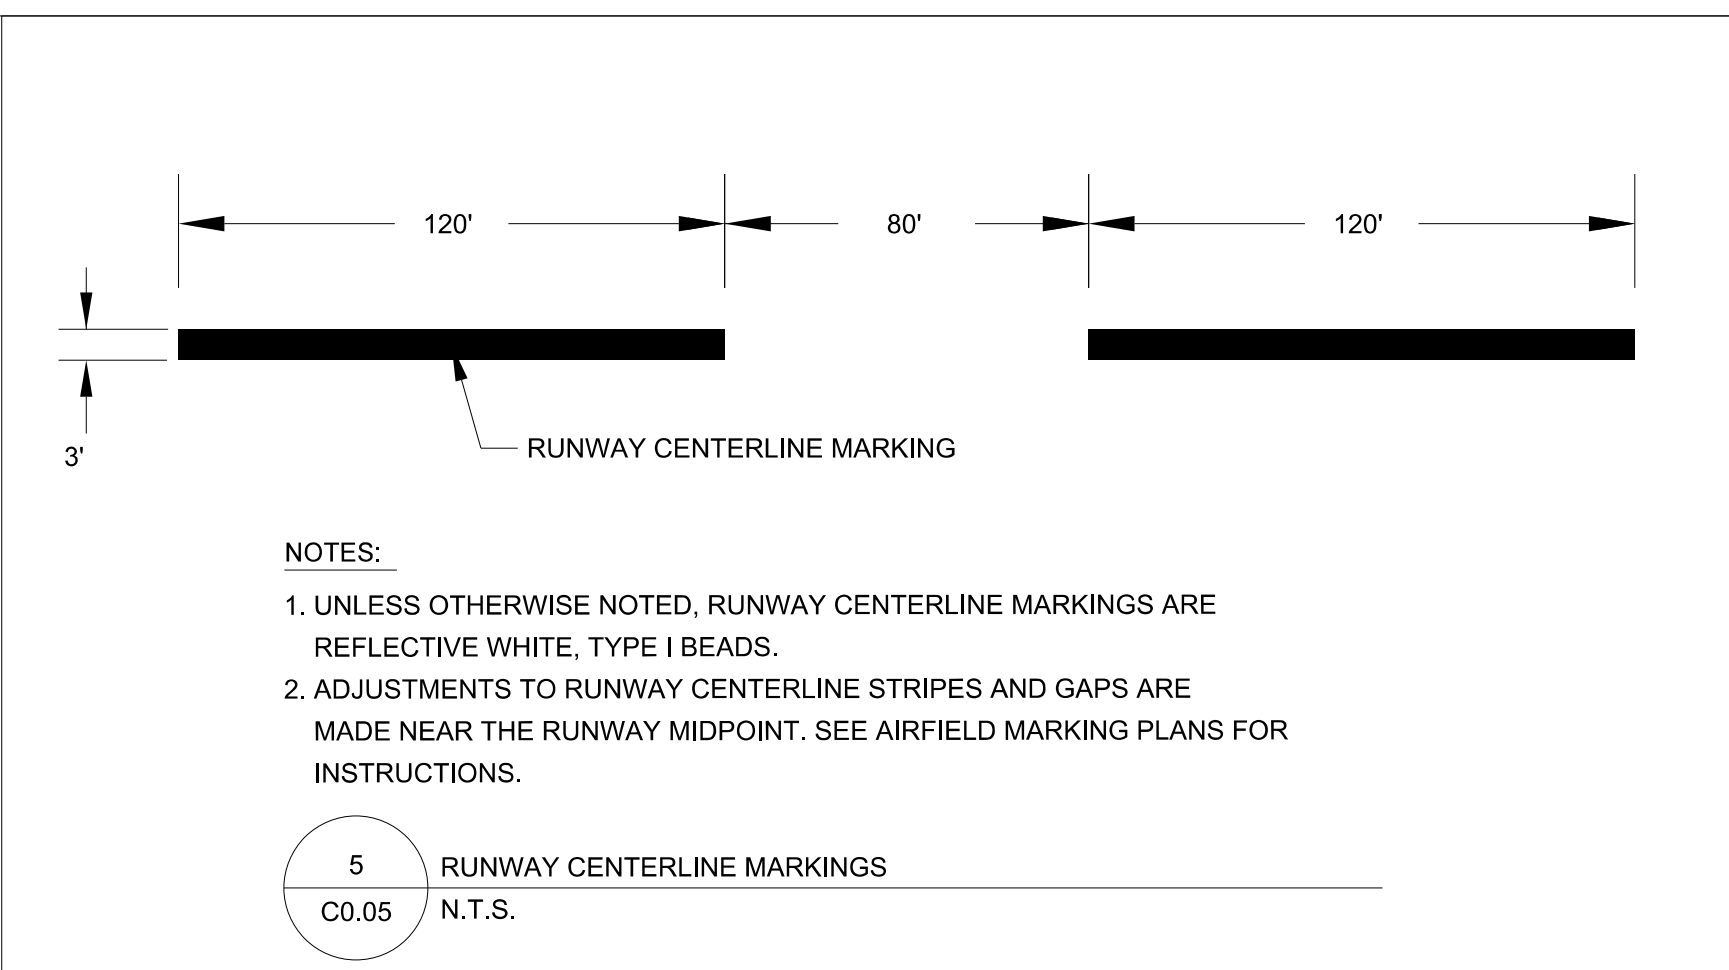 120'
80'
120'
3'
RUNWAY CENTERLINE MARKING
NOTES:
1. UNLESS OTHERWISE NOTED, RUNWAY CENTERLINE MARKINGS ARE
REFLECTIVE WHITE, TYPE I BEADS.
2. ADJUSTMENTS TO RUNWAY CENTERLINE STRIPES AND GAPS ARE
MADE NEAR THE RUNWAY MIDPOINT. SEE AIRFIELD MARKING PLANS FOR
INSTRUCTIONS.
5
RUNWAY CENTERLINE MARKINGS
C0.05
N.T.S.